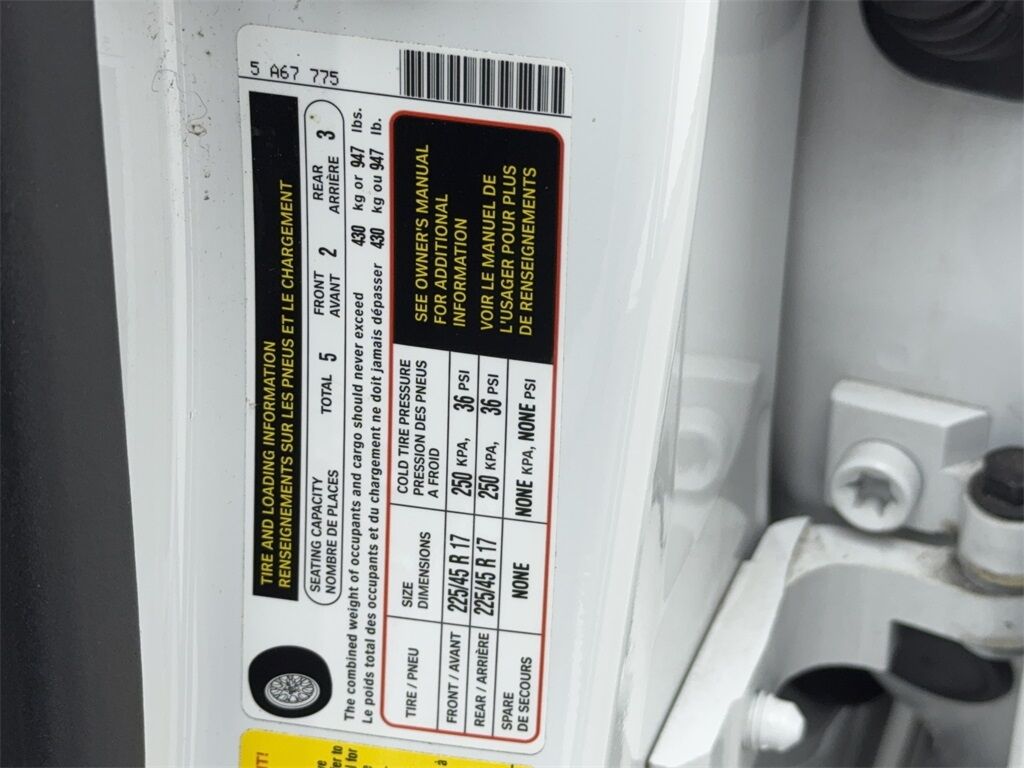 5 A67 775
TIRE AND LOADING INFORMATION
RENSEIGNEMENTS SUR LES PNEUS ET LE CHARGEMENT
SEATING CAPACITY TOTAL 5 FRONT 2 REAR 3
NOMBRE DE PLACES AVANT ARRIÈRE
The combined weight of occupants and cargo should never exceed 430 kg or 947 lbs.
Le poids total des occupants et du chargement ne doit jamais dépasser 430 kg ou 947 lb.
TIRE / PNEU
SIZE
DIMENSIONS
COLD TIRE PRESSURE
PRESSION DES PNEUS
A FROID
FRONT / AVANT 225/45 R 17 250 KPA, 36 PSI
REAR / ARRIÈRE 225/45 R 17 250 KPA, 36 PSI
SPARE
DE SECOURS
NONE NONE KPA, NONE PSI
SEE OWNER'S MANUAL
FOR ADDITIONAL
INFORMATION
VOIR LE MANUEL DE
L'USAGER POUR PLUS
DE RENSEIGNEMENTS